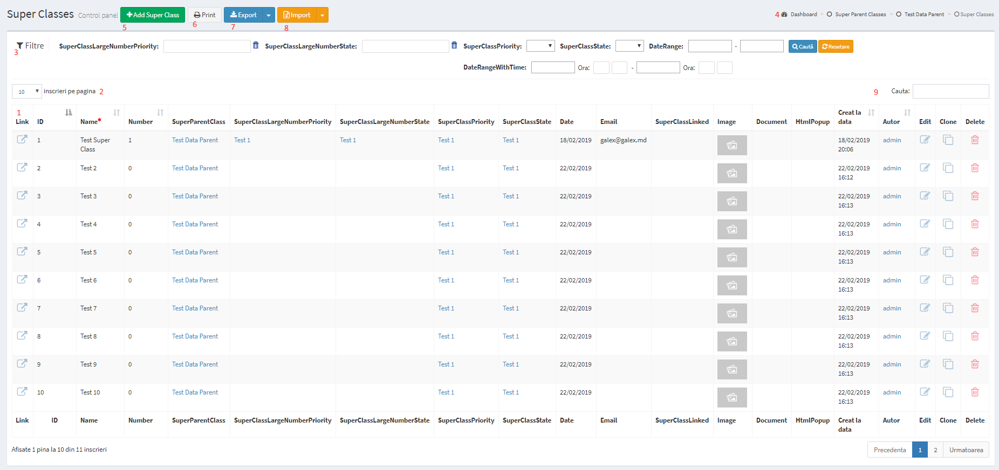 Super Classes Control panel Add Super Class Print Export Import 4 Dashboard > Super Parent Classes > Test Data Parent > Super Classes
5 6 7 8
Filtre SuperClassLargeNumberPriority: SuperClassLargeNumberState: SuperClassPriority: SuperClassState: DateRange: - Caută Resetare
3
DateRangeWithTime: Ora: - Ora:
10 inscrieri pe pagina 2 9 Cauta:
1
Link ID Name* Number SuperParentClass SuperClassLargeNumberPriority SuperClassLargeNumberState SuperClassPriority SuperClassState Date Email SuperClassLinked Image Document HtmlPopup Creat la data Autor Edit Clone Delete
1 Test Super Class 1 Test Data Parent Test 1 Test 1 Test 1 Test 1 18/02/2019 galex@galex.md 18/02/2019 20:06 admin
2 Test 2 0 Test Data Parent Test 1 Test 1 22/02/2019 22/02/2019 16:12 admin
3 Test 3 0 Test Data Parent Test 1 Test 1 22/02/2019 22/02/2019 16:13 admin
4 Test 4 0 Test Data Parent Test 1 Test 1 22/02/2019 22/02/2019 16:13 admin
5 Test 5 0 Test Data Parent Test 1 Test 1 22/02/2019 22/02/2019 16:13 admin
6 Test 6 0 Test Data Parent Test 1 Test 1 22/02/2019 22/02/2019 16:13 admin
7 Test 7 0 Test Data Parent Test 1 Test 1 22/02/2019 22/02/2019 16:13 admin
8 Test 8 0 Test Data Parent Test 1 Test 1 22/02/2019 22/02/2019 16:13 admin
9 Test 9 0 Test Data Parent Test 1 Test 1 22/02/2019 22/02/2019 16:13 admin
10 Test 10 0 Test Data Parent Test 1 Test 1 22/02/2019 22/02/2019 16:13 admin
Link ID Name Number SuperParentClass SuperClassLargeNumberPriority SuperClassLargeNumberState SuperClassPriority SuperClassState Date Email SuperClassLinked Image Document HtmlPopup Creat la data Autor Edit Clone Delete
Afisate 1 pina la 10 din 11 inscrieri Precedenta 1 2 Urmatoarea